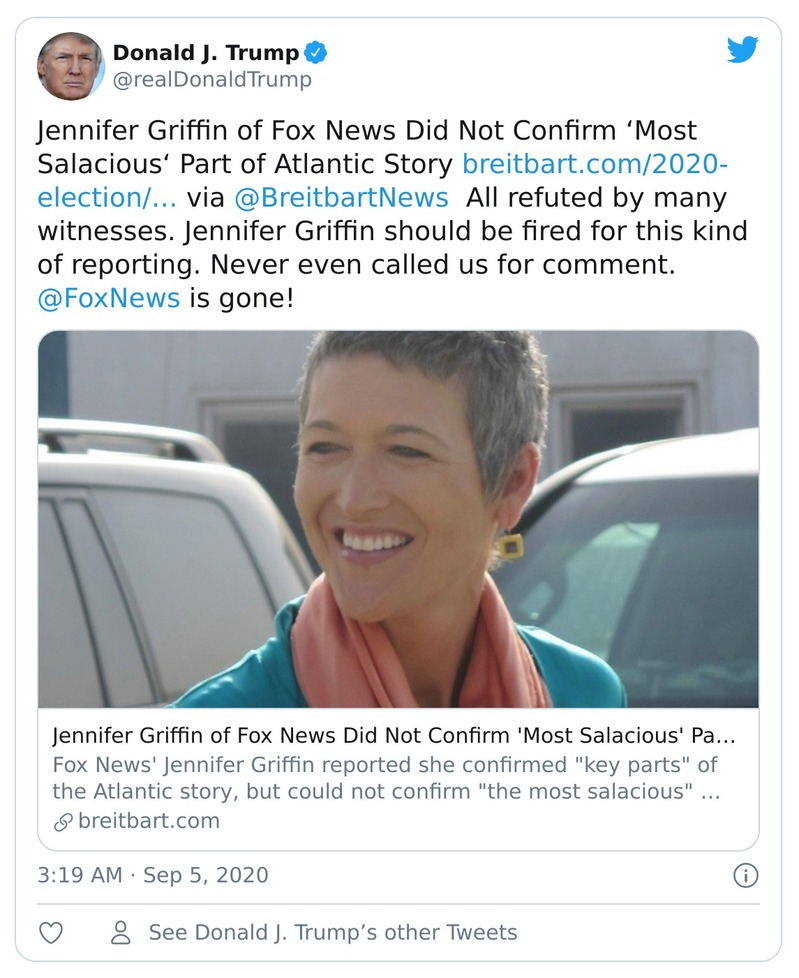 Donald J. Trump
@realDonaldTrump
Jennifer Griffin of Fox News Did Not Confirm ‘Most
Salacious‘ Part of Atlantic Story breitbart.com/2020-
election/… via @BreitbartNews  All refuted by many
witnesses. Jennifer Griffin should be fired for this kind
of reporting. Never even called us for comment.
@FoxNews is gone!
Jennifer Griffin of Fox News Did Not Confirm 'Most Salacious' Pa…
Fox News' Jennifer Griffin reported she confirmed "key parts" of
the Atlantic story, but could not confirm "the most salacious" …
breitbart.com
3:19 AM · Sep 5, 2020
See Donald J. Trump’s other Tweets